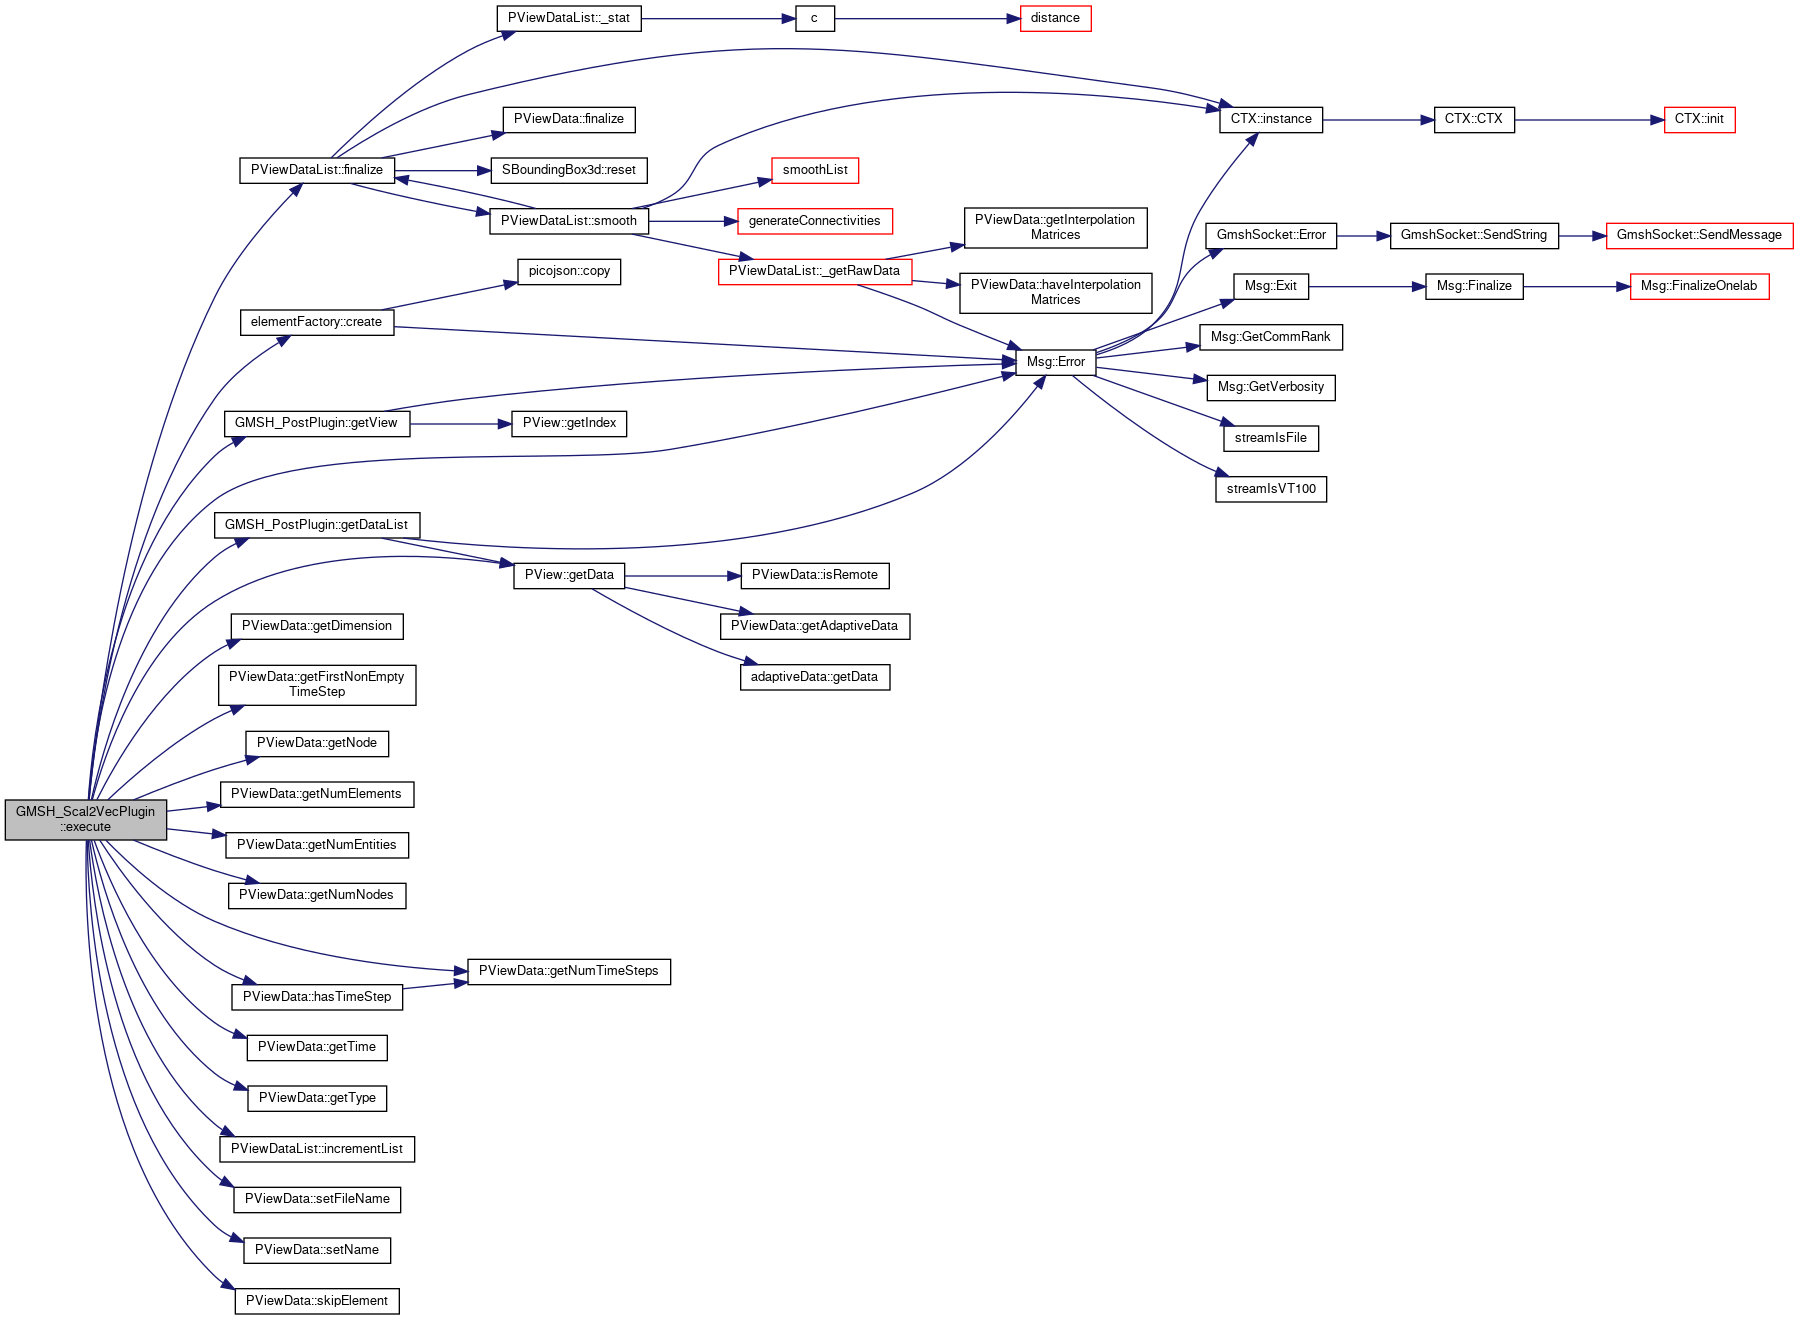 PViewDataList::_stat
c
distance
PViewData::finalize
CTX::instance
CTX::CTX
CTX::init
PViewDataList::finalize
SBoundingBox3d::reset
smoothList
PViewDataList::smooth
generateConnectivities
PViewData::getInterpolation
Matrices
GmshSocket::Error
GmshSocket::SendString
GmshSocket::SendMessage
picojson::copy
PViewDataList::_getRawData
PViewData::haveInterpolation
Matrices
Msg::Exit
Msg::Finalize
Msg::FinalizeOnelab
elementFactory::create
Msg::GetCommRank
Msg::Error
Msg::GetVerbosity
GMSH_PostPlugin::getView
PView::getIndex
streamIsFile
streamIsVT100
GMSH_PostPlugin::getDataList
PView::getData
PViewData::isRemote
PViewData::getAdaptiveData
adaptiveData::getData
PViewData::getDimension
PViewData::getFirstNonEmpty
TimeStep
PViewData::getNode
PViewData::getNumElements
GMSH_Scal2VecPlugin
::execute
PViewData::getNumEntities
PViewData::getNumNodes
PViewData::getNumTimeSteps
PViewData::hasTimeStep
PViewData::getTime
PViewData::getType
PViewDataList::incrementList
PViewData::setFileName
PViewData::setName
PViewData::skipElement